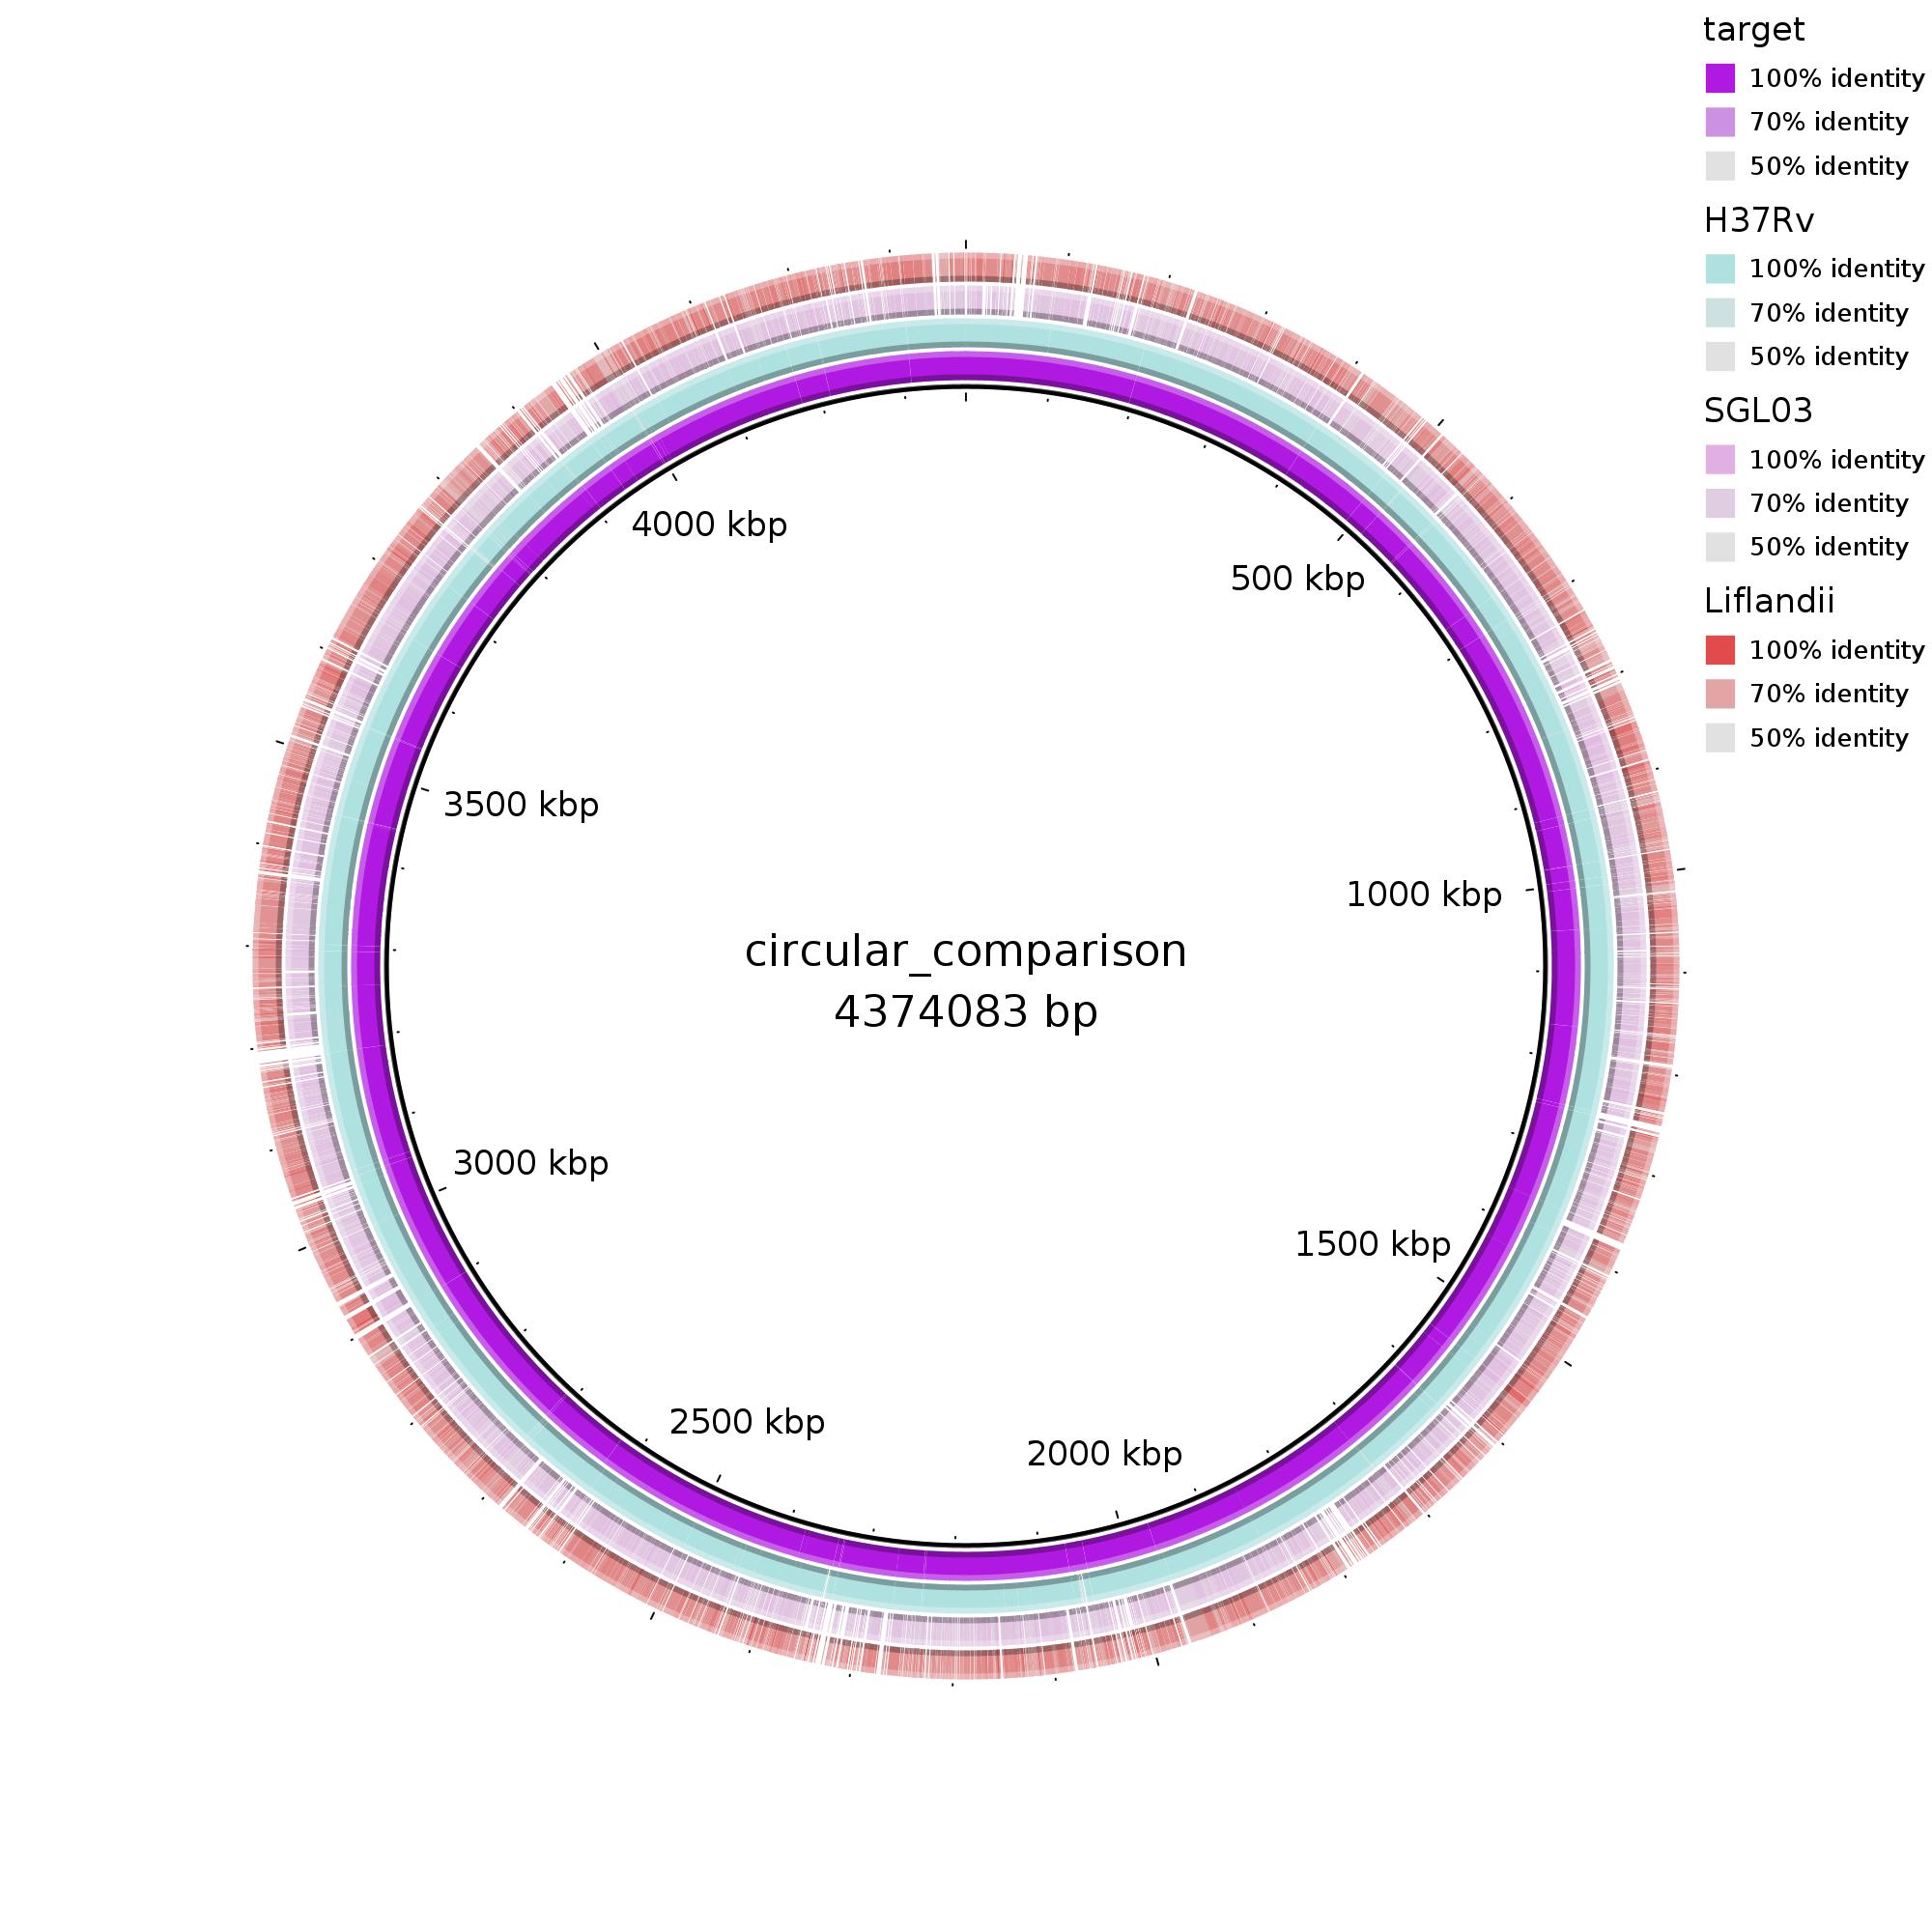 target
100% identity
70% identity
50% identity
H37Rv
100% identity
70% identity
50% identity
SGL03
100% identity
70% identity
50% identity
Liflandii
100% identity
70% identity
50% identity
4000 kbp
500 kbp
3500 kbp
1000 kbp
circular_comparison
4374083 bp
3000 kbp
1500 kbp
2500 kbp
2000 kbp